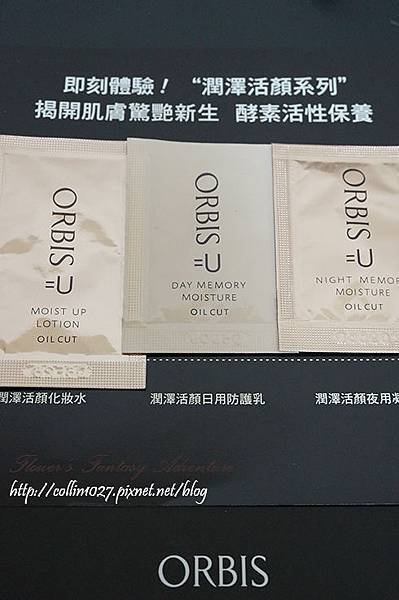 即刻體驗！ “潤澤活顏系列”
揭開肌膚驚艷新生 酵素活性保養
ORBIS
=U
MOIST UP
LOTION
OIL CUT
ORBIS
=U
DAY MEMORY
MOISTURE
OIL CUT
ORBIS
=U
NIGHT MEMOR
MOISTURE
OIL CUT
潤澤活顏化妝水
潤澤活顏日用防護乳
潤澤活顏夜用凝
Flower's Fantasy Adventure
http://collim1027.pixnet.net/blog
ORBIS